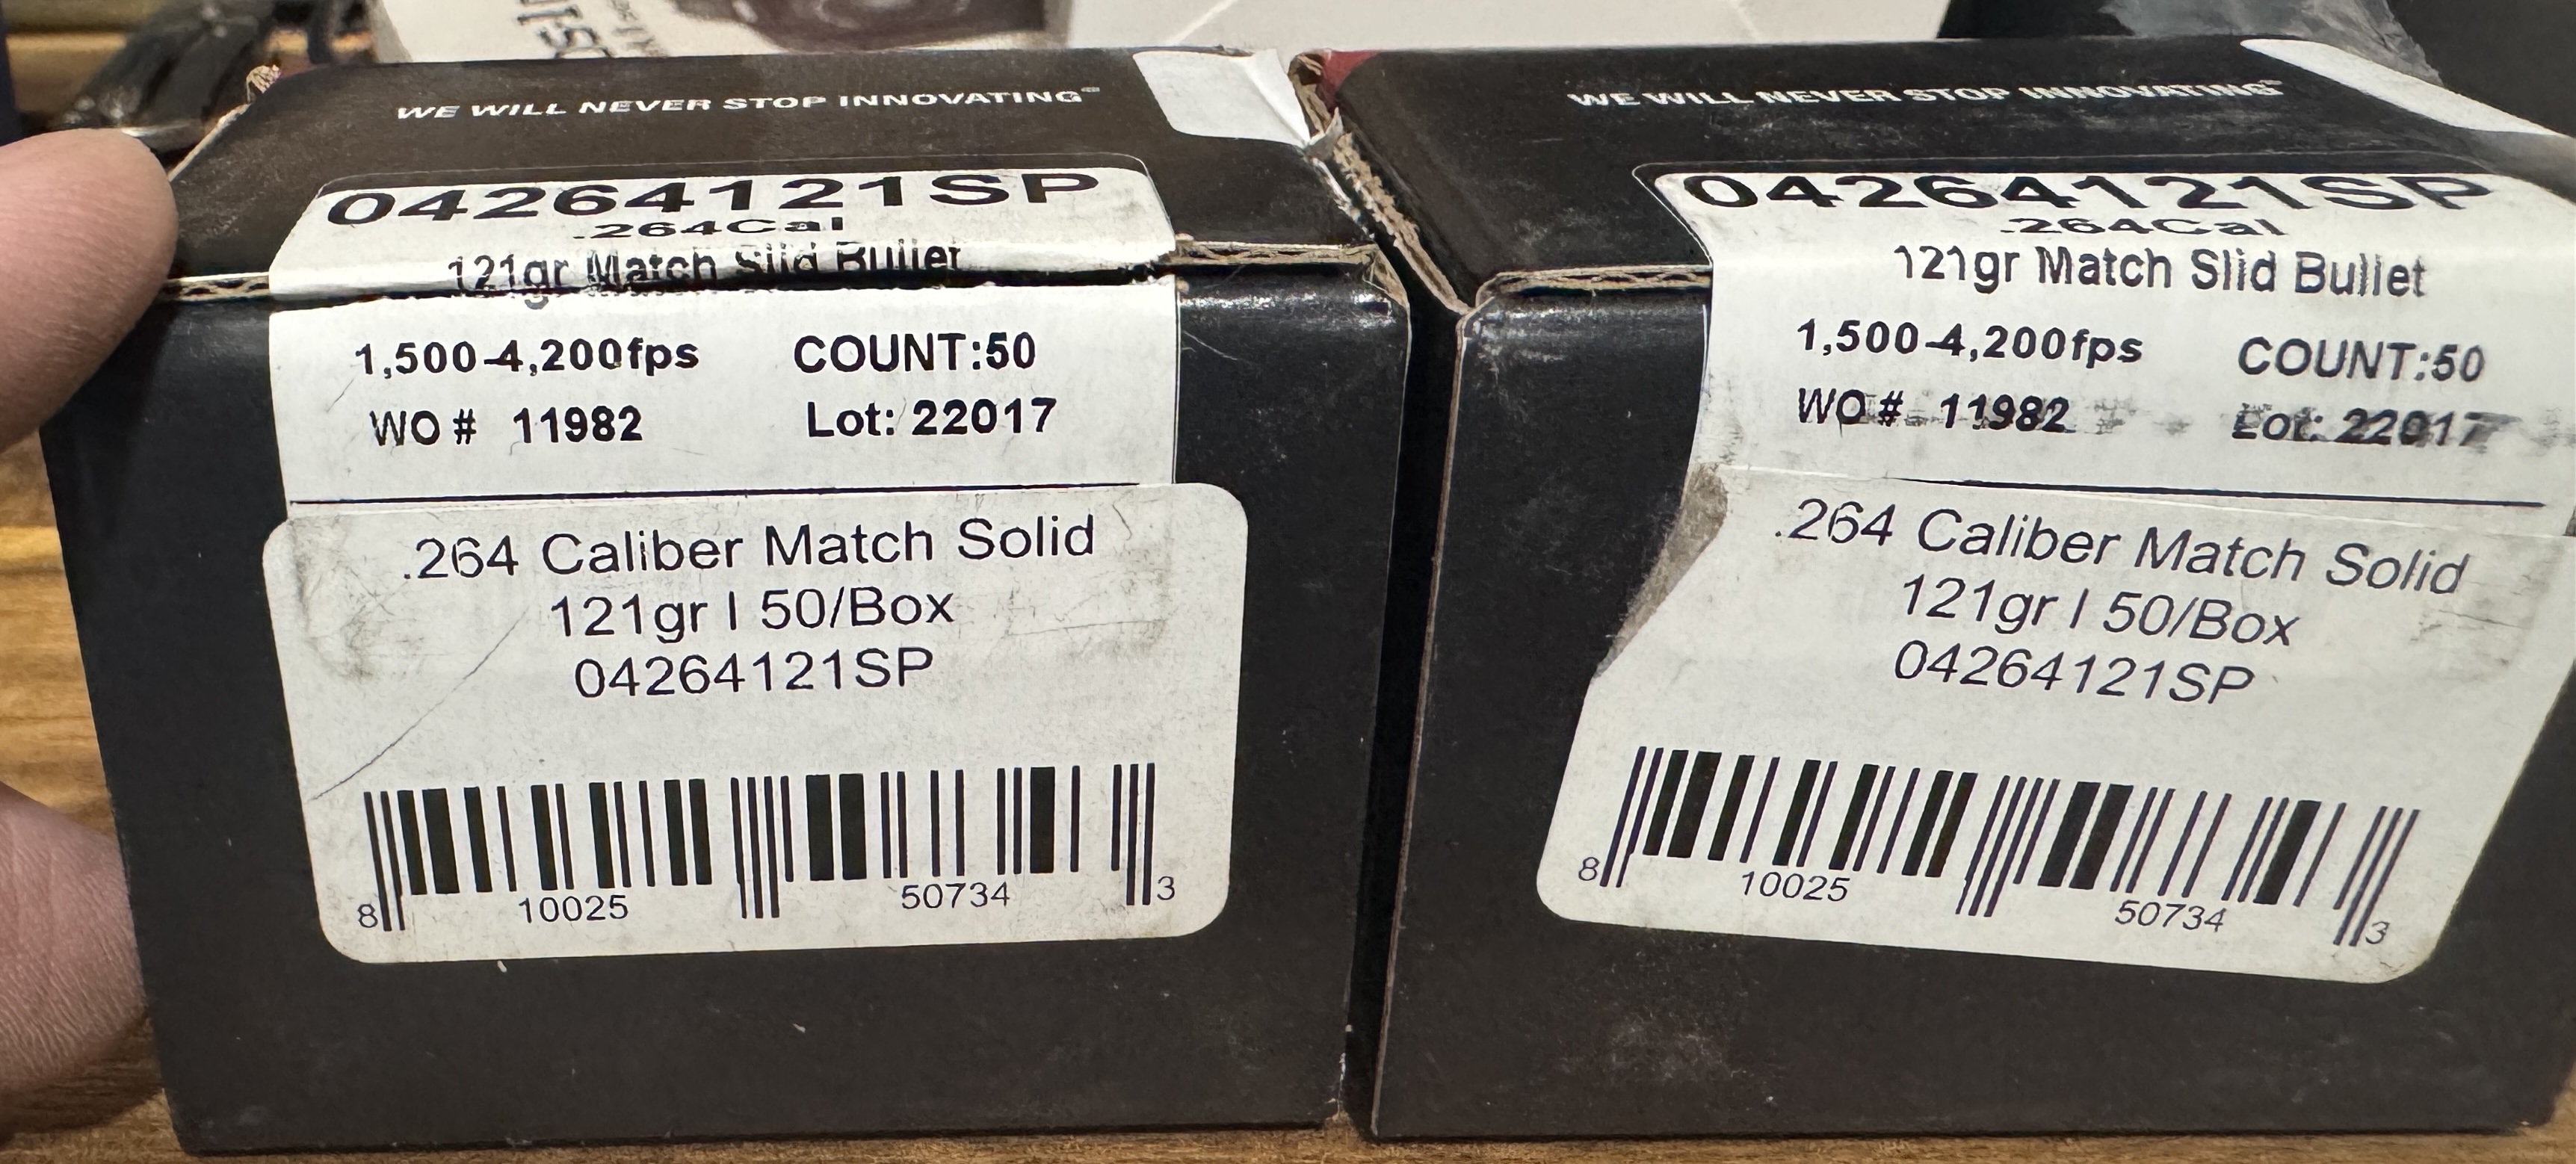 WE WILL NEVER STOP INNOVATING
04264121SP
.264Cal
121gr Match Slid Bullet
1,500-4,200fps COUNT:50
WO # 11982 Lot: 22017
.264 Caliber Match Solid
121gr I 50/Box
04264121SP
8 10025 50734 3
WE WILL NEVER STOP INNOVATING
04264121SP
.264Cal
121gr Match Slid Bullet
1,500-4,200fps COUNT:50
WO # 11982 Lot: 22017
.264 Caliber Match Solid
121gr I 50/Box
04264121SP
8 10025 50734 3